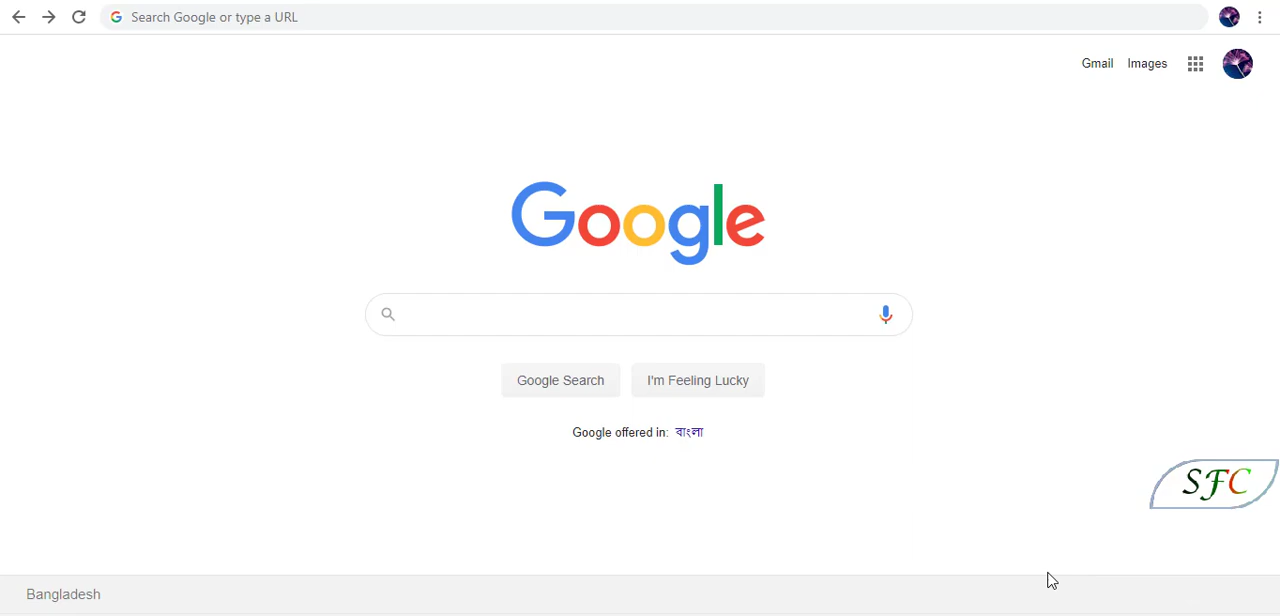 Search Google or type a URL
Gmail Images
Google
Google Search I'm Feeling Lucky
Google offered in: বাংলা
SFC
Bangladesh